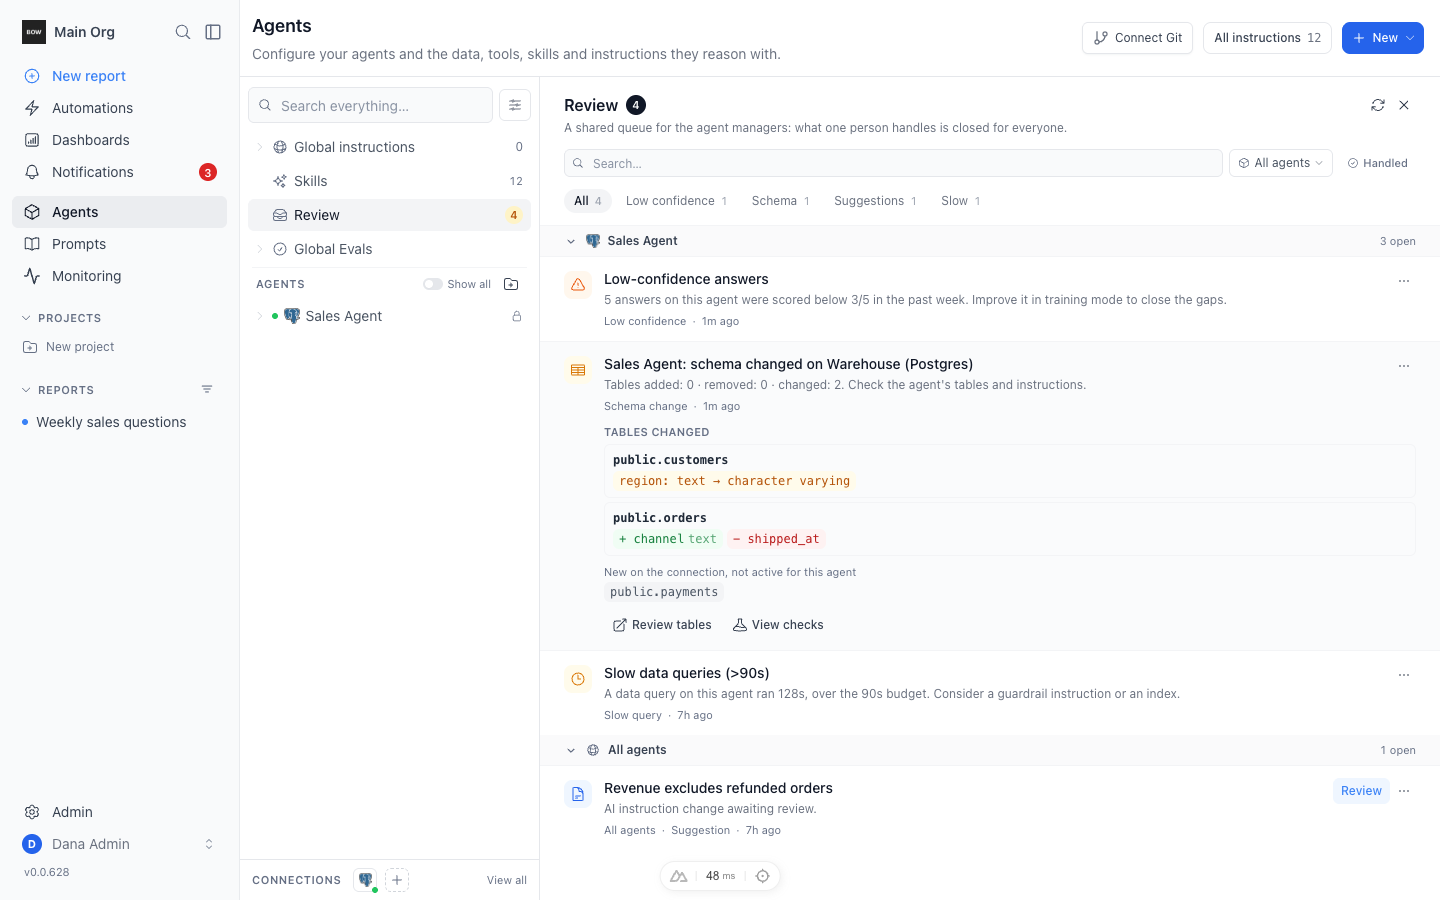 BOW Main Org
New report
Automations
Dashboards
Notifications 3
Agents
Prompts
Monitoring
PROJECTS
New project
REPORTS
Weekly sales questions
Admin
D Dana Admin
v0.0.628
Agents
Configure your agents and the data, tools, skills and instructions they reason with.
Connect Git
All instructions 12
New
Search everything...
Global instructions 0
Skills 12
Review 4
Global Evals
AGENTS Show all
Sales Agent
CONNECTIONS View all
Review 4
A shared queue for the agent managers: what one person handles is closed for everyone.
Search... All agents Handled
All 4 Low confidence 1 Schema 1 Suggestions 1 Slow 1
Sales Agent 3 open
Low-confidence answers
5 answers on this agent were scored below 3/5 in the past week. Improve it in training mode to close the gaps.
Low confidence · 1m ago
Sales Agent: schema changed on Warehouse (Postgres)
Tables added: 0 · removed: 0 · changed: 2. Check the agent's tables and instructions.
Schema change · 1m ago
TABLES CHANGED
public.customers
region: text → character varying
public.orders
+ channel text − shipped_at
New on the connection, not active for this agent
public.payments
Review tables View checks
Slow data queries (>90s)
A data query on this agent ran 128s, over the 90s budget. Consider a guardrail instruction or an index.
Slow query · 7h ago
All agents 1 open
Revenue excludes refunded orders Review
AI instruction change awaiting review.
All agents · Suggestion · 7h ago
48 ms